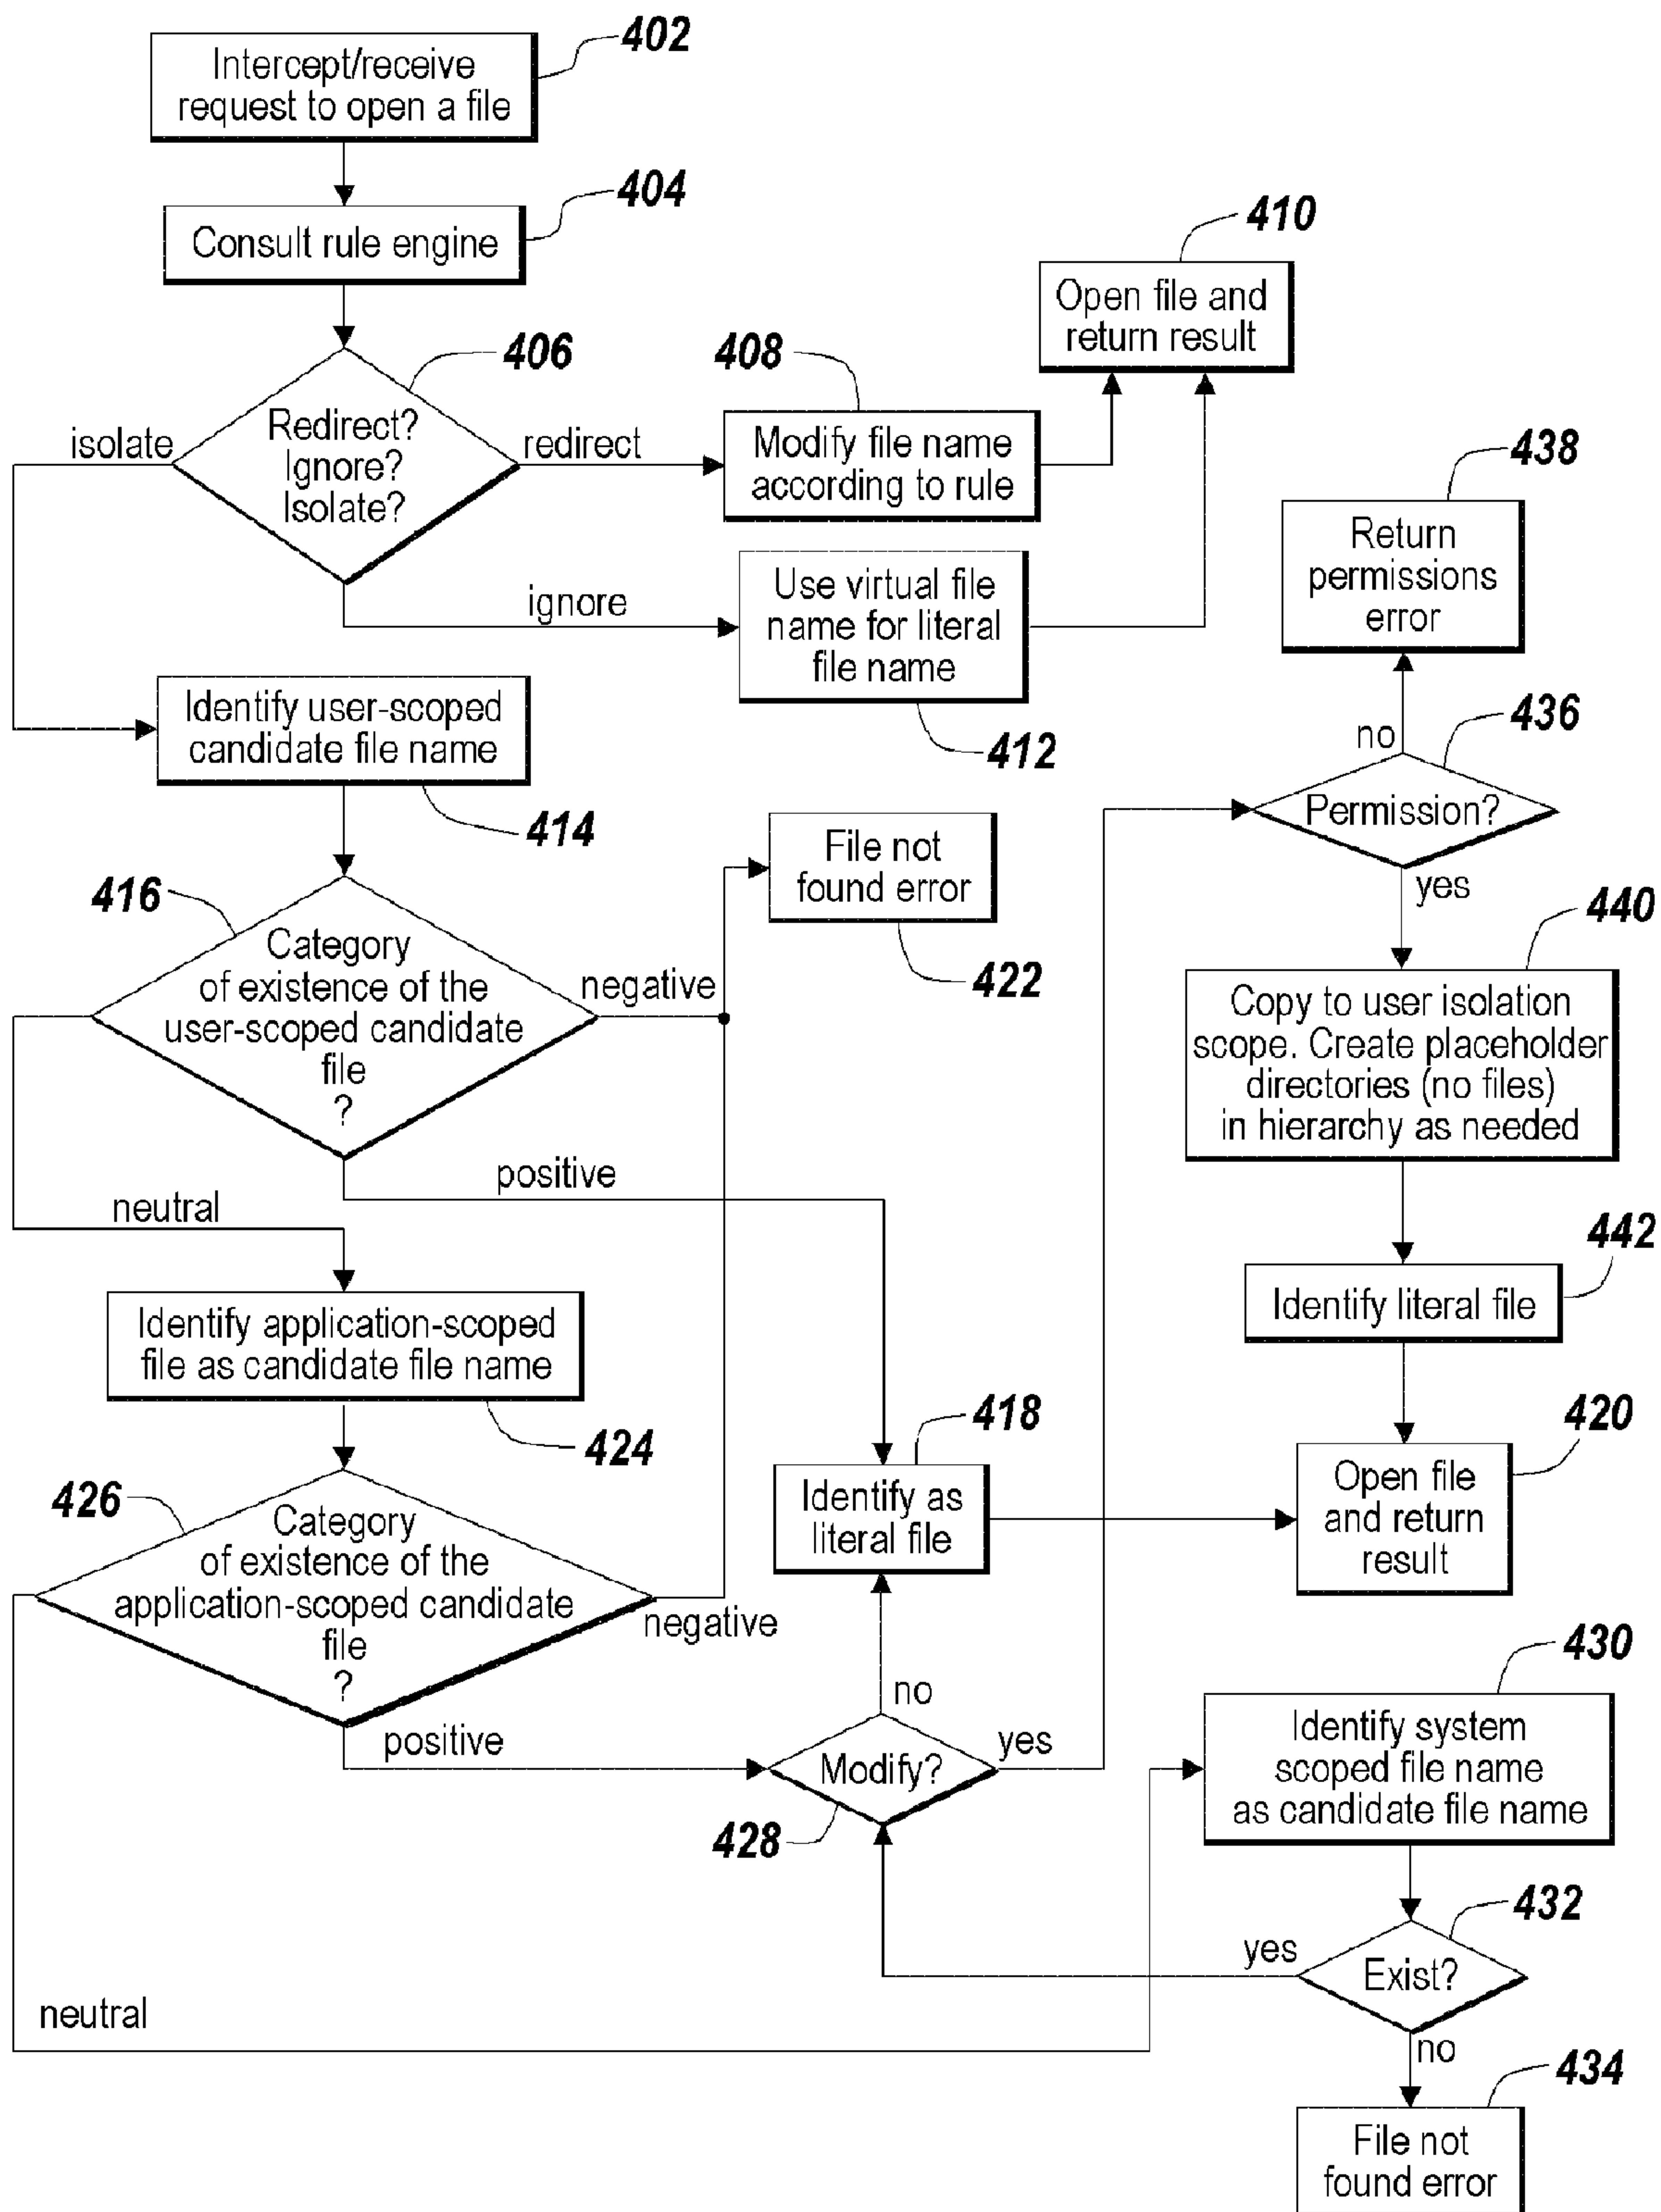 402
Intercept/receive
request to open a file
404
Consult rule engine
410
Open file and
return result
406
Redirect?
Ignore?
Isolate?
isolate
redirect
ignore
408
Modify file name
according to rule
Use virtual file
name for literal
file name
412
438
Return
permissions
error
no
436
Permission?
yes
Identify user-scoped
candidate file name
414
416
Category
of existence of the
user-scoped candidate
file
?
negative
File not
found error
422
positive
neutral
440
Copy to user isolation
scope. Create placeholder
directories (no files)
in hierarchy as needed
442
Identify literal file
Identify application-scoped
file as candidate file name
424
418
Identify as
literal file
420
Open file
and return
result
426
Category
of existence of the
application-scoped candidate
file
?
negative
positive
neutral
no
Modify?
yes
428
430
Identify system
scoped file name
as candidate file name
432
Exist?
yes
no
434
File not
found error